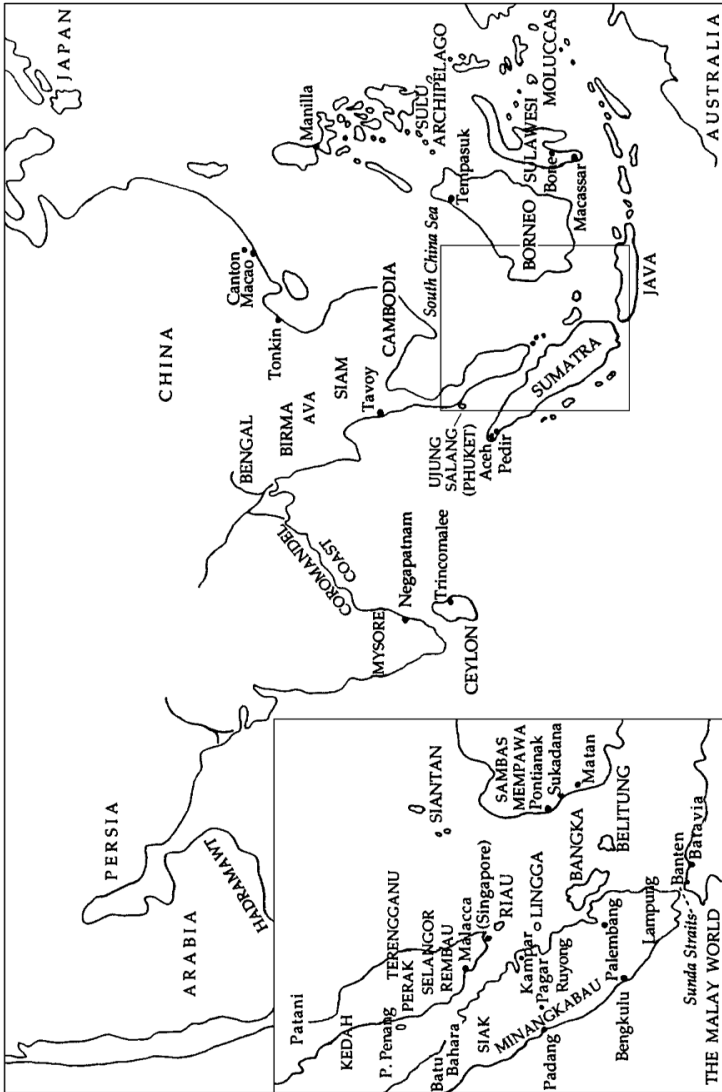 JAPAN
CHINA
Canton
Macao
Tonkin
BENGAL
BIRMA
AVA
SIAM
Tavoy
CAMBODIA
South China Sea
Manilla
SULU
ARCHIPELAGO
Tempasuk
BORNEO
SULAWESI
Bone
Macassar
MOLUCCAS
AUSTRALIA
JAVA
SUMATRA
UJUNG
SALANG
(PHUKET)
Aceh
Pedir
COROMANDEL
COAST
Negapatnam
Trincomalee
MYSORE
CEYLON
PERSIA
ARABIA
HADRAMAWT
Patani
KEDAH
P. Penang
PERAK
TERENGGANU
SELANGOR
REMBAU
Malacca
(Singapore)
RIAU
LINGGA
SIANTAN
SAMBAS
MEMPAWA
Pontianak
Sukadana
Matan
BANGKA
BELITUNG
Batu
Bahara
SIAK
Kampar
Pagar
Ruyong
MINANGKABAU
Padang
Palembang
Bengkulu
Lampung
Sunda Straits
Banten
Batavia
THE MALAY WORLD